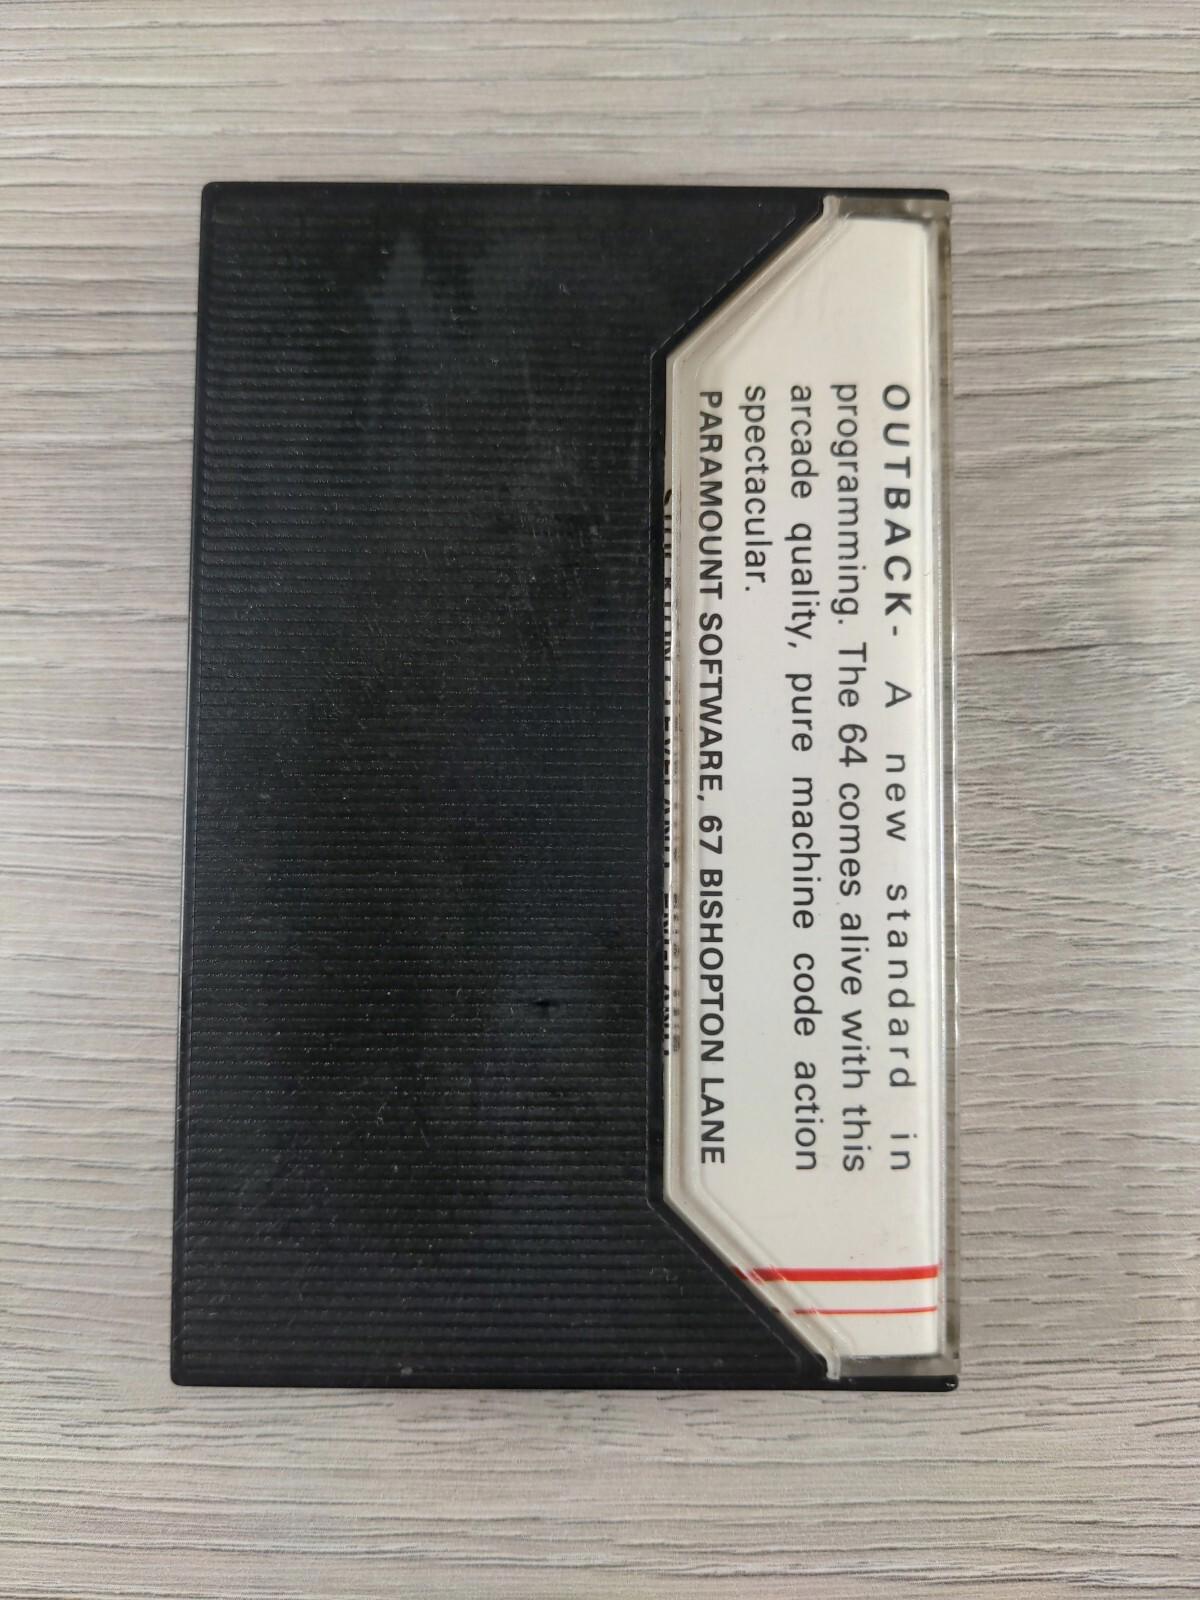 OUTBACK- A new standard in
programming. The 64 comes alive with this
arcade quality, pure machine code action
spectacular.
PARAMOUNT SOFTWARE, 67 BISHOPTON LANE